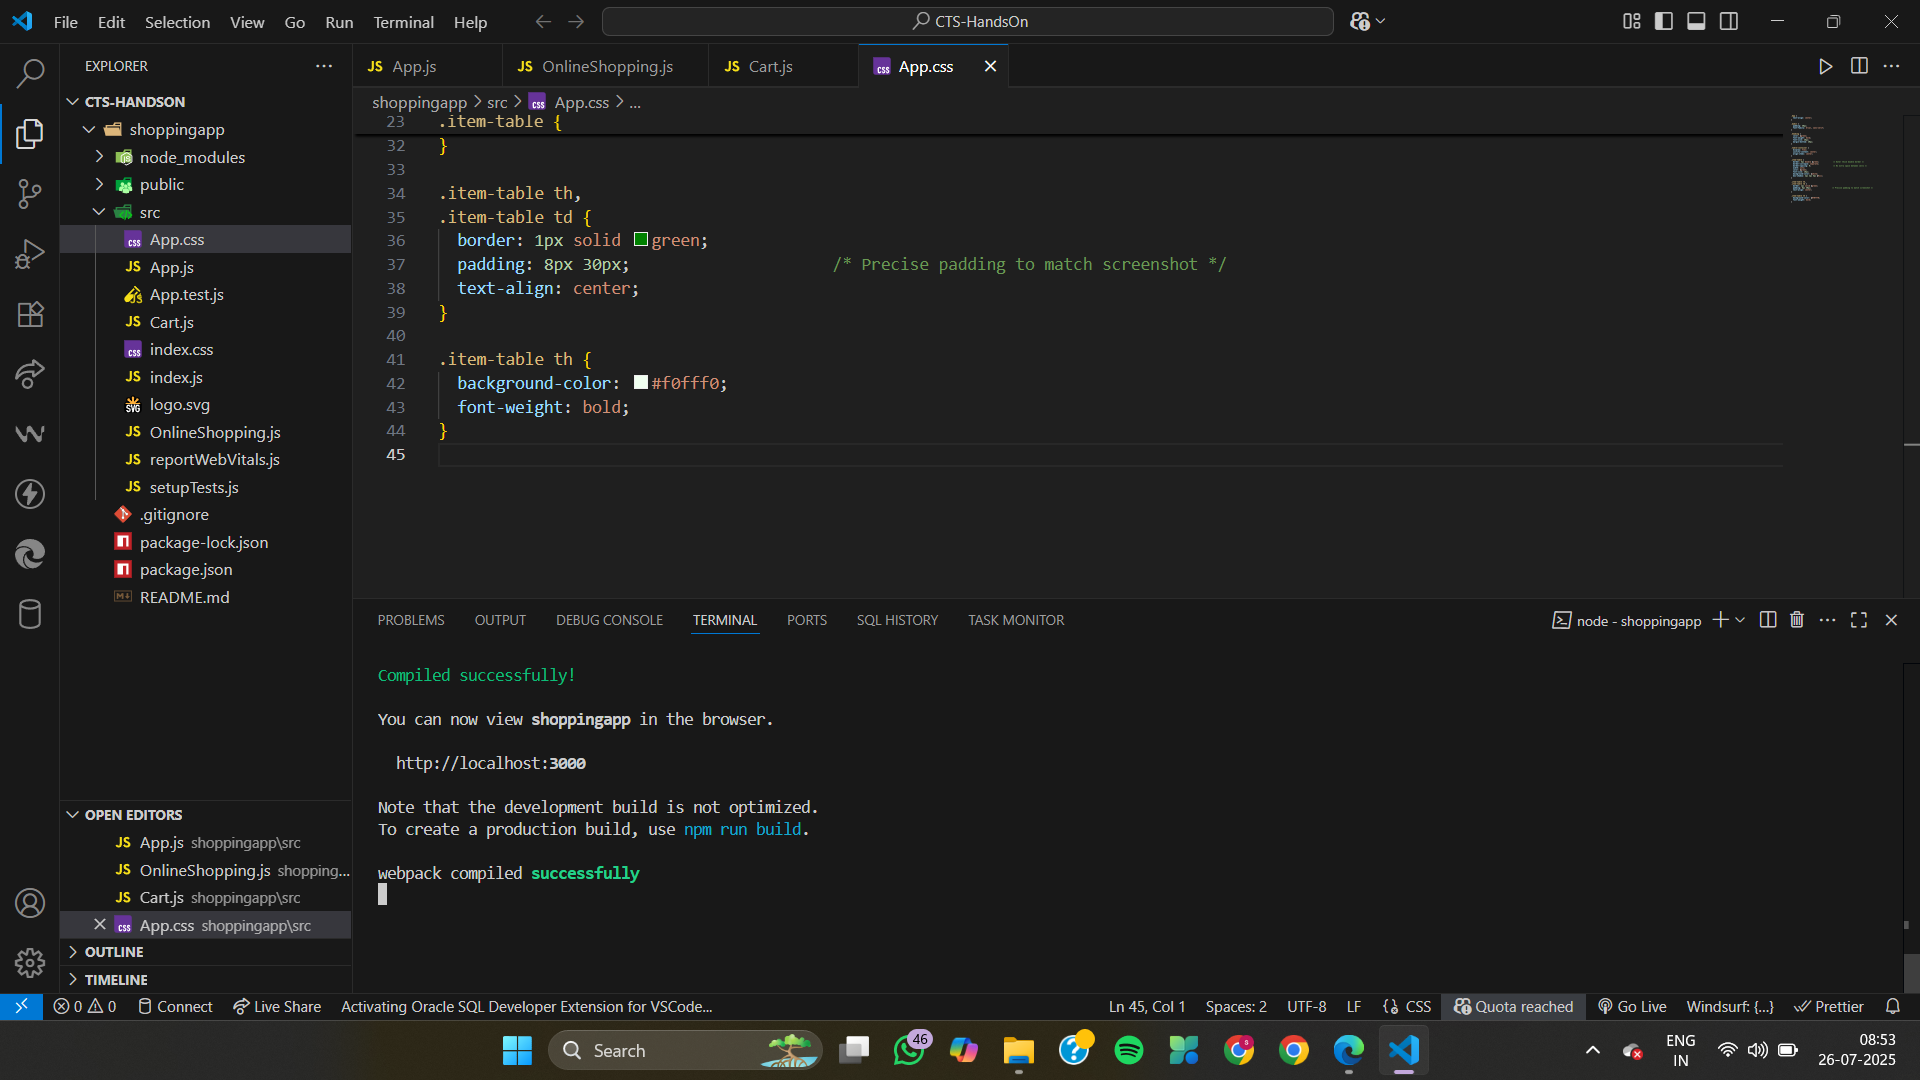 File Edit Selection View Go Run Terminal Help
CTS-HandsOn
EXPLORER
CTS-HANDSON
shoppingapp
node_modules
public
src
App.css
App.js
App.test.js
Cart.js
index.css
index.js
logo.svg
OnlineShopping.js
reportWebVitals.js
setupTests.js
.gitignore
package-lock.json
package.json
README.md
OPEN EDITORS
App.js shoppingapp\src
OnlineShopping.js shopping...
Cart.js shoppingapp\src
App.css shoppingapp\src
OUTLINE
TIMELINE
App.js OnlineShopping.js Cart.js App.css
shoppingapp > src > App.css > ...
23 .item-table {
32 }
33
34 .item-table th,
35 .item-table td {
36 border: 1px solid green;
37 padding: 8px 30px; /* Precise padding to match screenshot */
38 text-align: center;
39 }
40
41 .item-table th {
42 background-color: #f0fff0;
43 font-weight: bold;
44 }
45
PROBLEMS OUTPUT DEBUG CONSOLE TERMINAL PORTS SQL HISTORY TASK MONITOR
node - shoppingapp
Compiled successfully!
You can now view shoppingapp in the browser.
http://localhost:3000
Note that the development build is not optimized.
To create a production build, use npm run build.
webpack compiled successfully
0 0 Connect Live Share Activating Oracle SQL Developer Extension for VSCode...
Ln 45, Col 1 Spaces: 2 UTF-8 LF {} CSS Quota reached Go Live Windsurf: {...} Prettier
Search
46
8
ENG
IN
08:53
26-07-2025